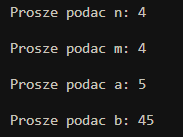 Prosze podac n: 4
Prosze podac m: 4
Prosze podac a: 5
Prosze podac b: 45